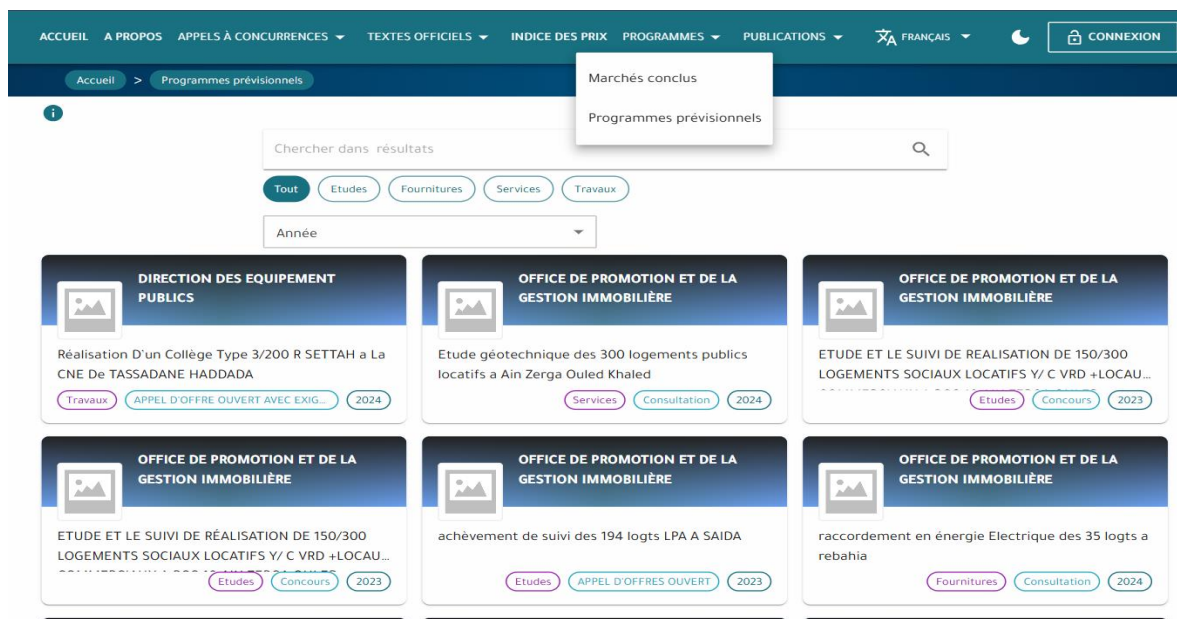 ACCUEIL A PROPOS APPELS À CONCURRENCES TEXTES OFFICIELS INDICE DES PRIX PROGRAMMES PUBLICATIONS FRANÇAIS CONNEXION
Marchés conclus
Programmes prévisionnels
Accueil > Programmes prévisionnels
Chercher dans résultats
Tout Etudes Fournitures Services Travaux
Année
DIRECTION DES EQUIPEMENT
PUBLICS
Réalisation D'un Collège Type 3/200 R SETTAH a La
CNE De TASSADANE HADDADA
Travaux APPEL D'OFFRE OUVERT AVEC EXIG... 2024
OFFICE DE PROMOTION ET DE LA
GESTION IMMOBILIÈRE
Etude géotechnique des 300 logements publics
locatifs a Ain Zerga Ouled Khaled
Services Consultation 2024
OFFICE DE PROMOTION ET DE LA
GESTION IMMOBILIÈRE
ETUDE ET LE SUIVI DE REALISATION DE 150/300
LOGEMENTS SOCIAUX LOCATIFS Y/ C VRD +LOCAU...
Etudes Concours 2023
OFFICE DE PROMOTION ET DE LA
GESTION IMMOBILIÈRE
ETUDE ET LE SUIVI DE RÉALISATION DE 150/300
LOGEMENTS SOCIAUX LOCATIFS Y/ C VRD +LOCAU...
Etudes Concours 2023
OFFICE DE PROMOTION ET DE LA
GESTION IMMOBILIÈRE
achèvement de suivi des 194 logts LPA A SAIDA
Etudes APPEL D'OFFRES OUVERT 2023
OFFICE DE PROMOTION ET DE LA
GESTION IMMOBILIÈRE
raccordement en énergie Electrique des 35 logts a
rebahia
Fournitures Consultation 2024